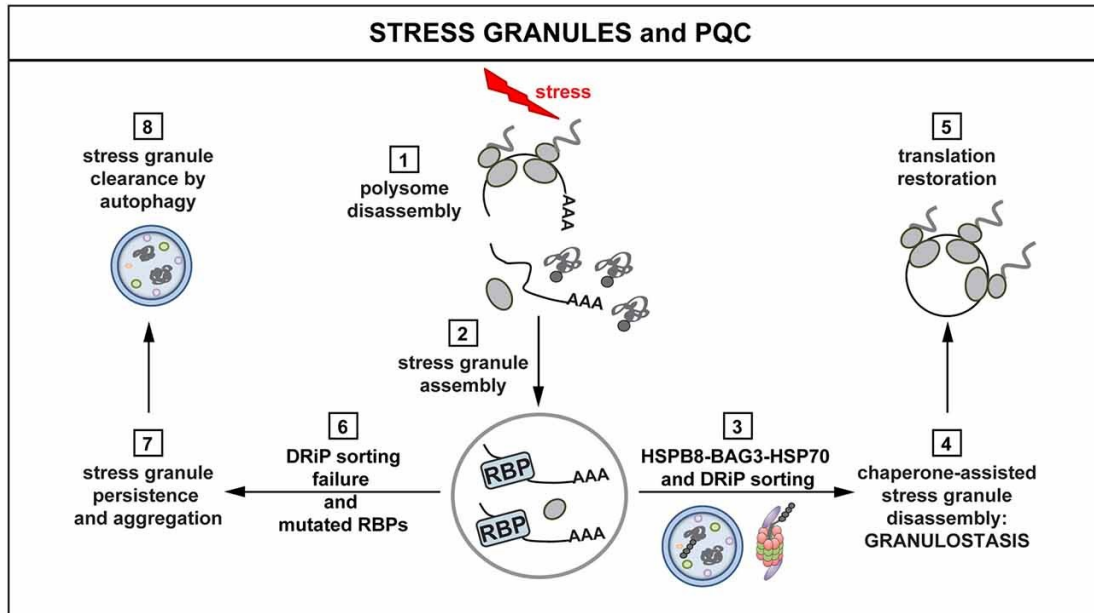 STRESS GRANULES and PQC
stress
1
polysome
disassembly
AAA
AAA
2
stress granule
assembly
RBP
AAA
RBP
AAA
3
HSPB8-BAG3-HSP70
and DRiP sorting
4
chaperone-assisted
stress granule
disassembly:
GRANULOSTASIS
5
translation
restoration
6
DRiP sorting
failure
and
mutated RBPs
7
stress granule
persistence
and aggregation
8
stress granule
clearance by
autophagy